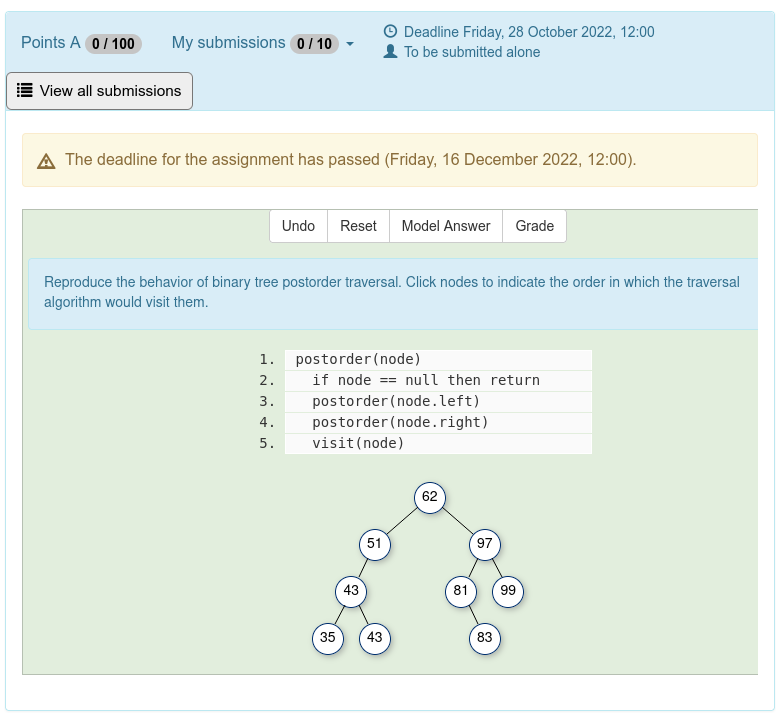 Points A 0 / 100 My submissions 0 / 10
Deadline Friday, 28 October 2022, 12:00
To be submitted alone
View all submissions
The deadline for the assignment has passed (Friday, 16 December 2022, 12:00).
Undo Reset Model Answer Grade
Reproduce the behavior of binary tree postorder traversal. Click nodes to indicate the order in which the traversal
algorithm would visit them.
1. postorder(node)
2. if node == null then return
3. postorder(node.left)
4. postorder(node.right)
5. visit(node)
62
51 97
43 81 99
35 43 83